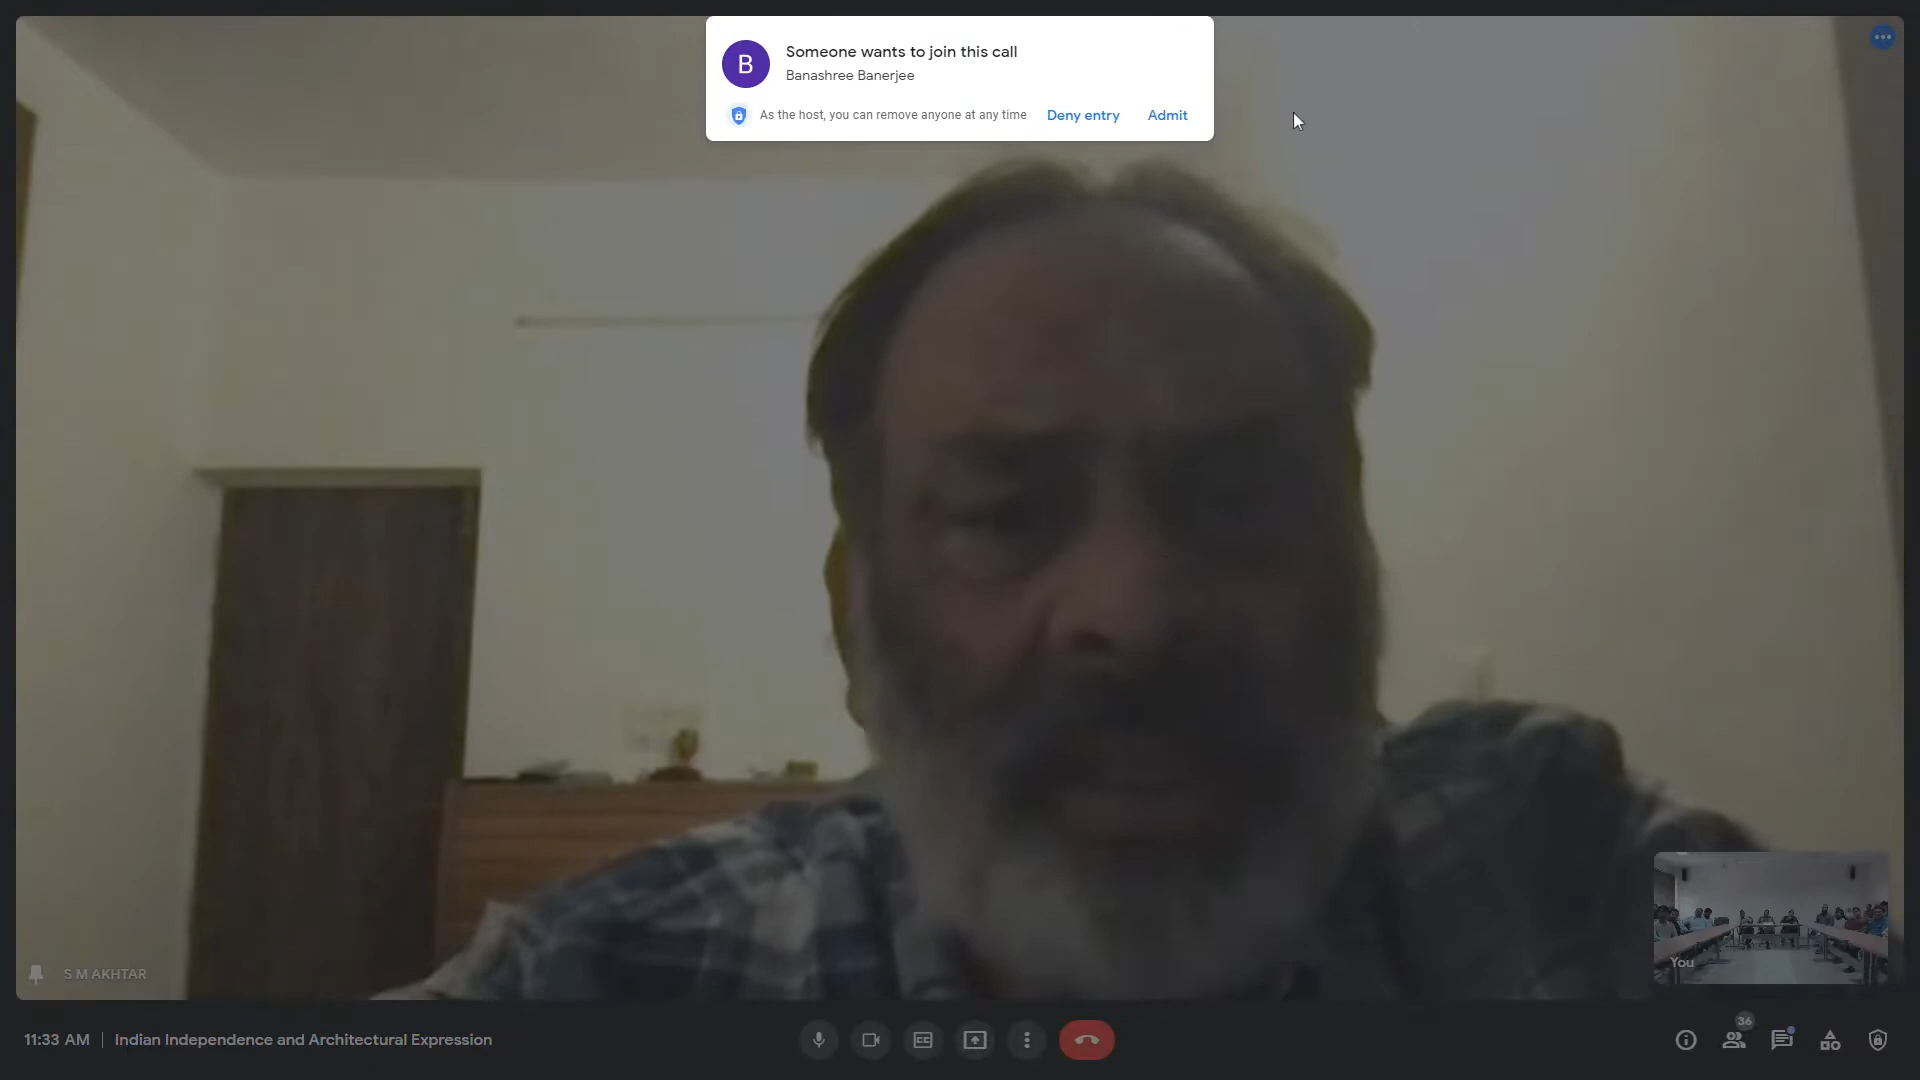 B
Someone wants to join this call
Banashree Banerjee
As the host, you can remove anyone at any time
Deny entry
Admit
S M AKHTAR
You
11:33 AM | Indian Independence and Architectural Expression
CC
36